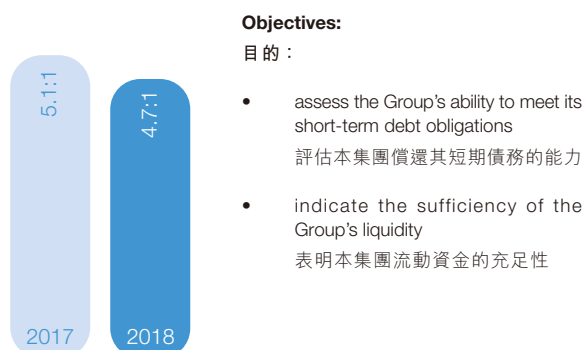 5.1:1
4.7:1
2017
2018
Objectives:
目的：
• assess the Group’s ability to meet its
short-term debt obligations
評估本集團償還其短期債務的能力
• indicate the sufficiency of the
Group’s liquidity
表明本集團流動資金的充足性